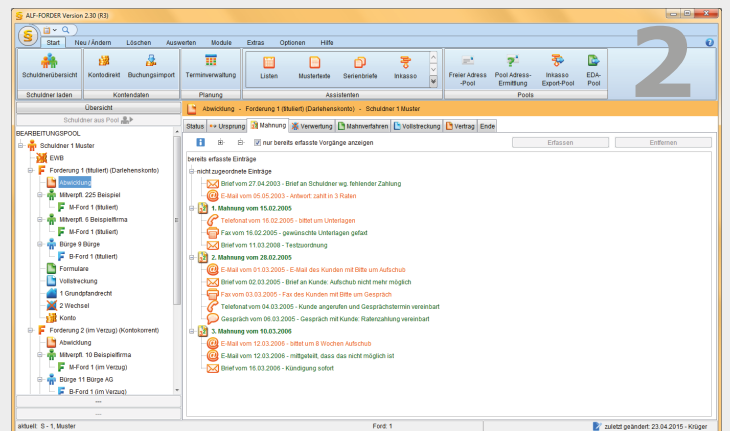 ALF-FORDER Version 2.30 (R3)
Start Neu / Ändern Löschen Auswerten Module Extras Optionen Hilfe
Schuldnerübersicht Kontodirekt Buchungsimport Terminverwaltung Listen Mustertexte Serienbriefe Inkasso Freier Adress -Pool Pool Adress- Ermittlung Inkasso Export-Pool EDA- Pool
Schuldner laden Kontendaten Planung Assistenten Pools
2
Übersicht
Schuldner aus Pool
BEARBEITUNGSPOOL
Schuldner 1 Muster
EWB
Forderung 1 (tituliert) (Darlehenskonto)
Abwicklung
Mitverpfl. 225 Beispiel
M-Ford 1 (tituliert)
Mitverpfl. 6 Beispielfirma
M-Ford 1 (tituliert)
Bürge 9 Bürge
B-Ford 1 (tituliert)
Formulare
Vollstreckung
1 Grundpfandrecht
2 Wechsel
Konto
Forderung 2 (im Verzug) (Kontokorrent)
Abwicklung
Mitverpfl. 10 Beispielfirma
M-Ford 1 (im Verzug)
Bürge 11 Bürge AG
B-Ford 1 (im Verzug)
...
...
Abwicklung - Forderung 1 (tituliert) (Darlehenskonto) - Schuldner 1 Muster
Status Ursprung Mahnung Verwertung Mahnverfahren Vollstreckung Vertrag Ende
nur bereits erfasste Vorgänge anzeigen Erfassen Entfernen
bereits erfasste Einträge
nicht zugeordnete Einträge
Brief vom 27.04.2003 - Brief an Schuldner wg. fehlender Zahlung
E-Mail vom 05.05.2003 - Antwort: zahlt in 3 Raten
1. Mahnung vom 15.02.2005
Telefonat vom 15.02.2005 - bittet um Unterlagen
Fax vom 16.02.2005 - gewünschte Unterlagen gefaxt
Brief vom 11.03.2008 - Testzuordnung
2. Mahnung vom 28.02.2005
E-Mail vom 01.03.2005 - E-Mail des Kunden mit Bitte um Aufschub
Brief vom 02.03.2005 - Brief an Kunde: Aufschub nicht mehr möglich
Fax vom 03.03.2005 - Fax des Kunden mit Bitte um Gespräch
Telefonat vom 04.03.2005 - Kunde angerufen und Gesprächstermin vereinbart
Gespräch vom 06.03.2005 - Gespräch mit Kunde: Ratenzahlung vereinbart
3. Mahnung vom 10.03.2006
E-Mail vom 12.03.2006 - bittet um 8 Wochen Aufschub
E-Mail vom 12.03.2006 - mitgeteilt, dass das nicht möglich ist
Brief vom 16.03.2006 - Kündigung sofort
aktuell: S - 1, Muster Ford: 1 zuletzt geändert: 23.04.2015 - Krüger